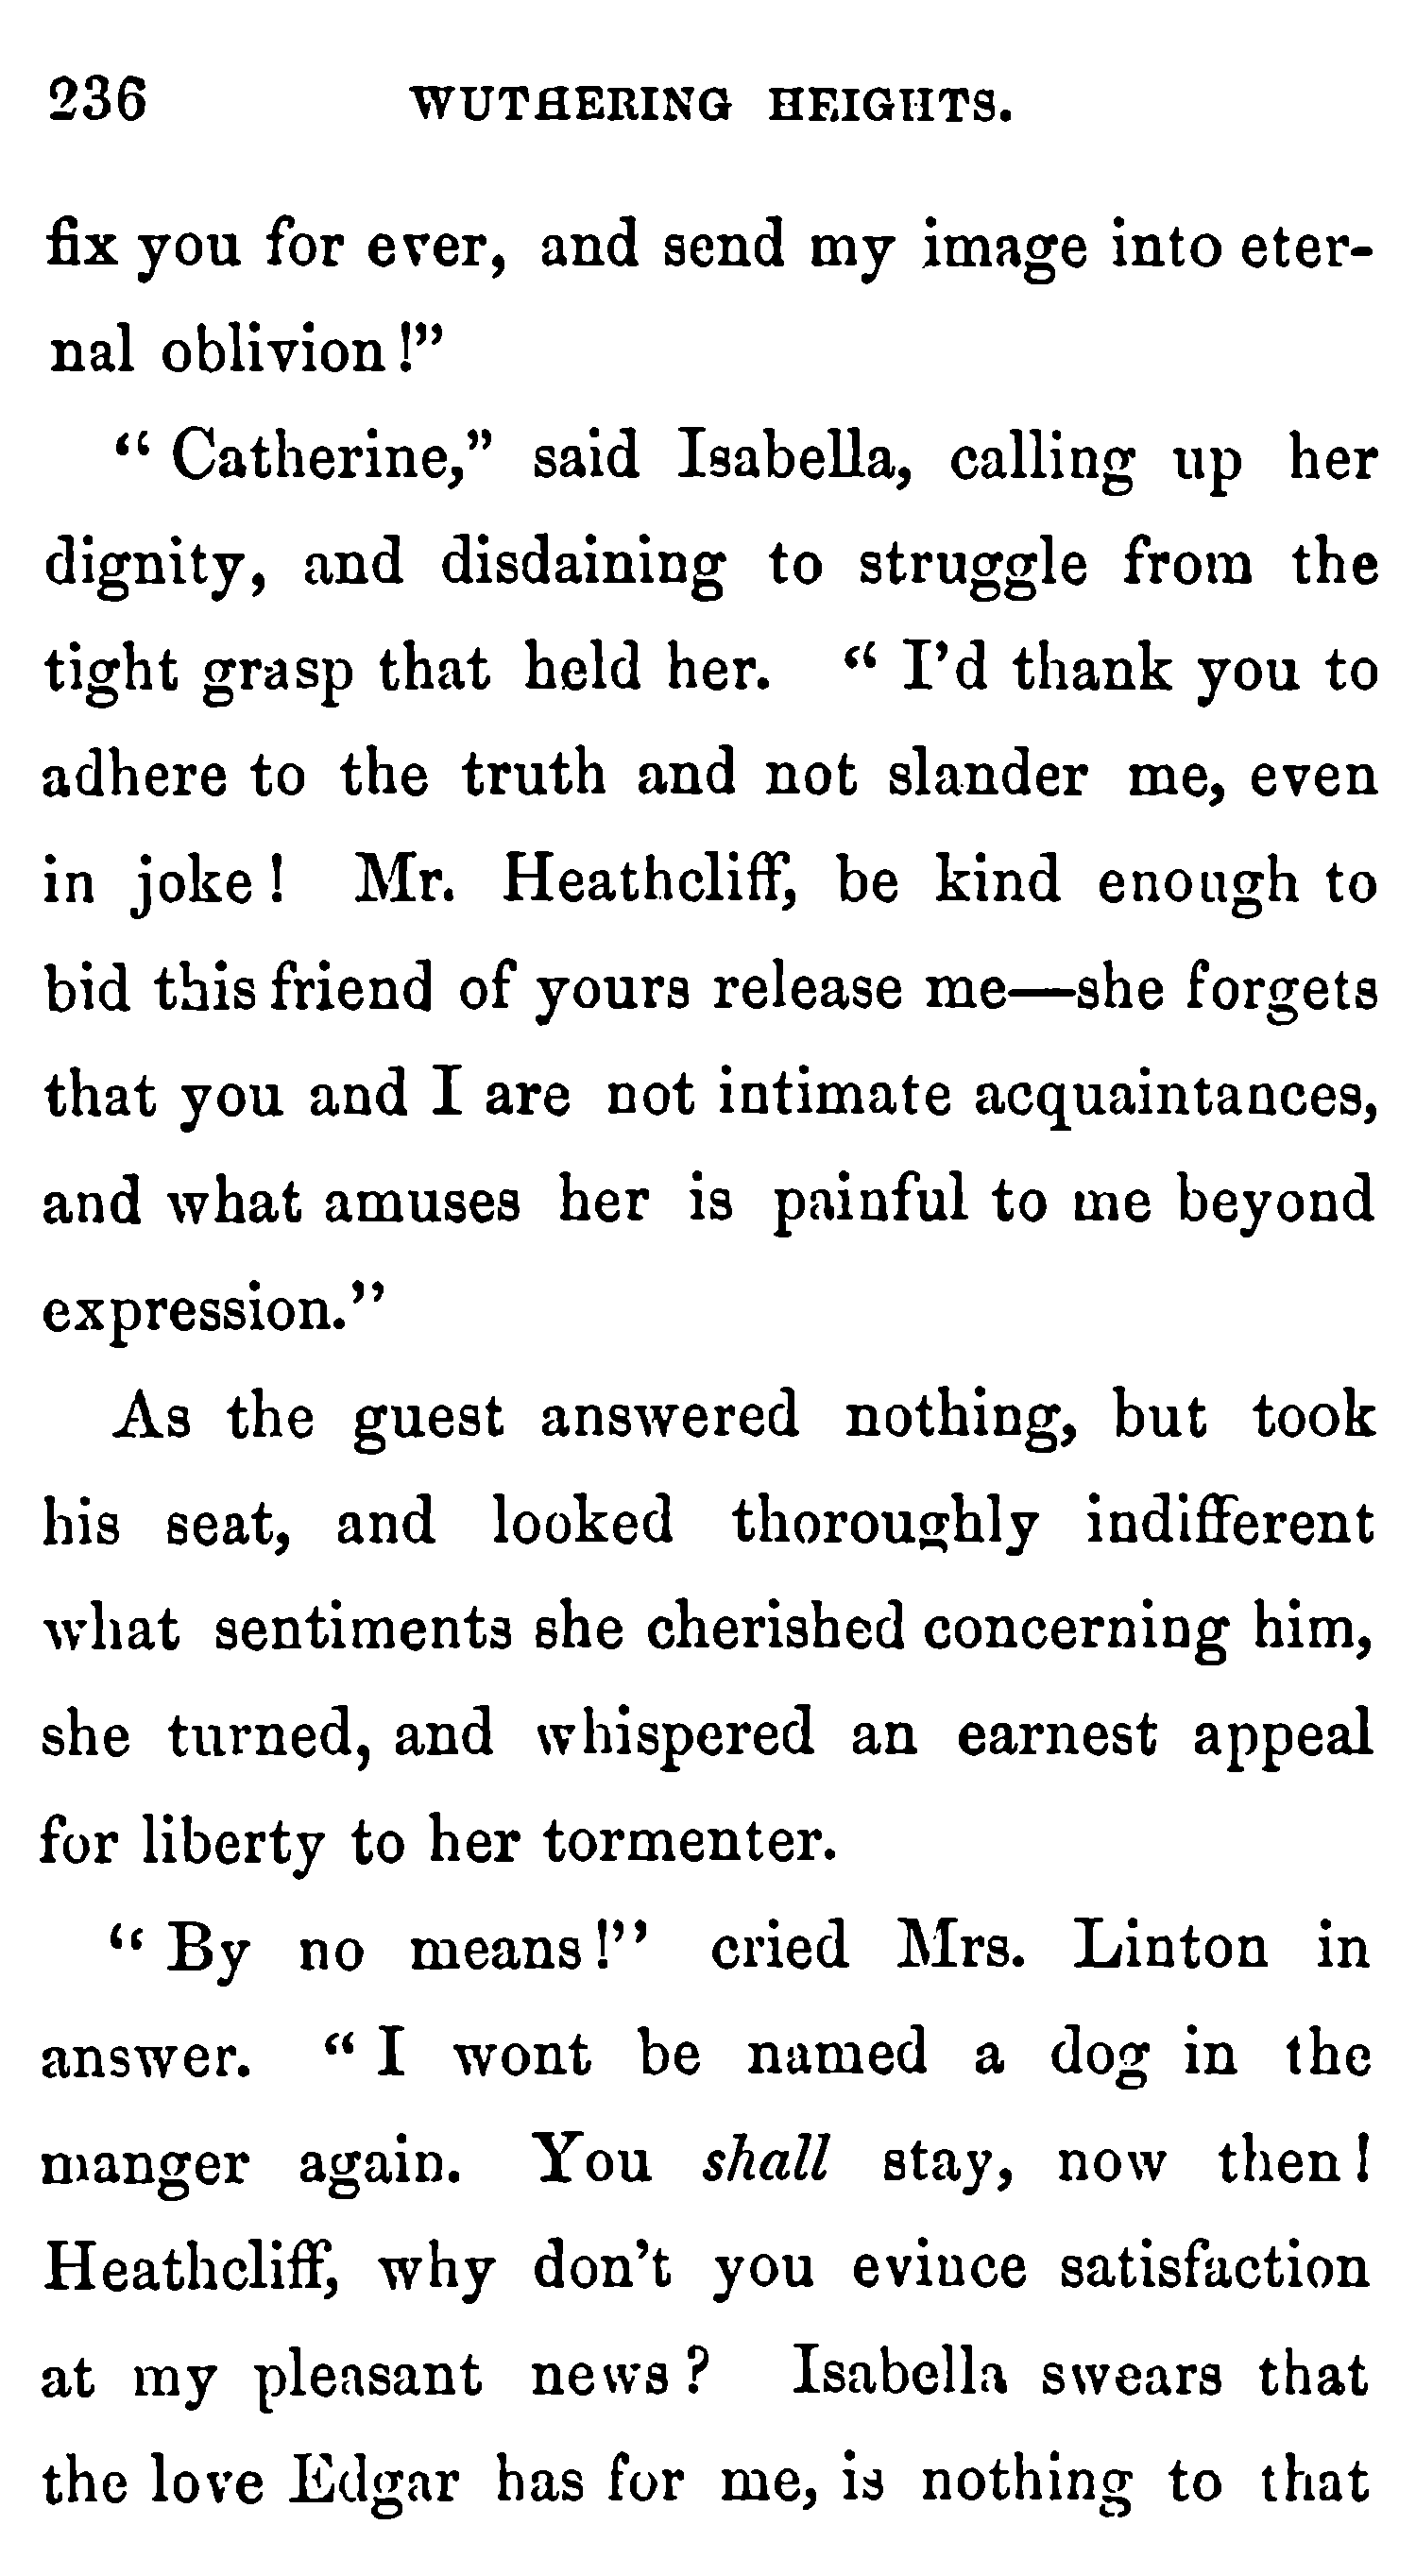 236 WUTHERING HEIGHTS.
fix you for ever, and send my image into eter-
nal oblivion!”
“Catherine,” said Isabella, calling up her
dignity, and disdaining to struggle from the
tight grasp that held her. “I’d thank you to
adhere to the truth and not slander me, even
in joke! Mr. Heathcliff, be kind enough to
bid this friend of yours release me—she forgets
that you and I are not intimate acquaintances,
and what amuses her is painful to me beyond
expression.”
As the guest answered nothing, but took
his seat, and looked thoroughly indifferent
what sentiments she cherished concerning him,
she turned, and whispered an earnest appeal
for liberty to her tormenter.
“By no means!” cried Mrs. Linton in
answer. “I wont be named a dog in the
manger again. You shall stay, now then!
Heathcliff, why don’t you evince satisfaction
at my pleasant news? Isabella swears that
the love Edgar has for me, is nothing to that